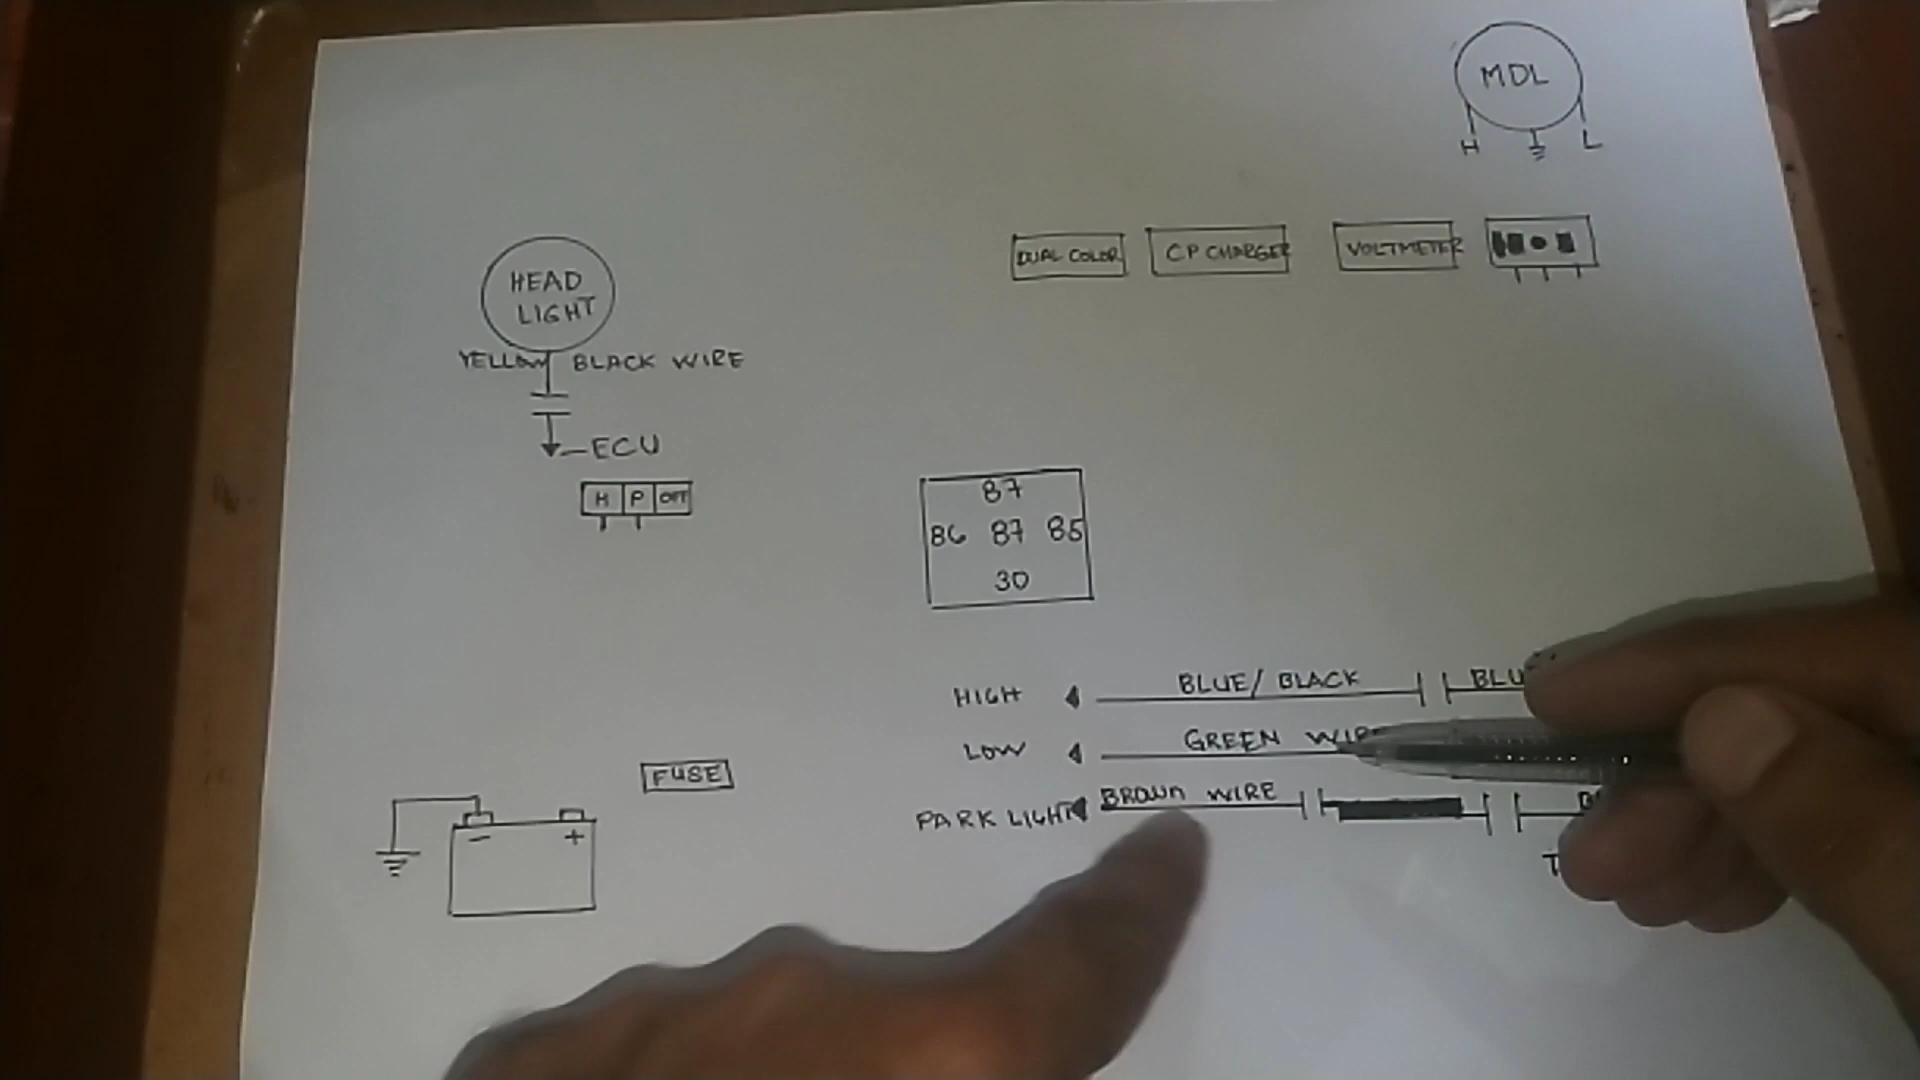 MDL
H L
DUAL COLOR CP CHARGER VOLTMETER
HEAD
LIGHT
YELLOW BLACK WIRE
ECU
H P OFF
87
86 87 85
30
HIGH BLUE/ BLACK
LOW GREEN WIRE
PARK LIGHT BROWN WIRE
FUSE
- +